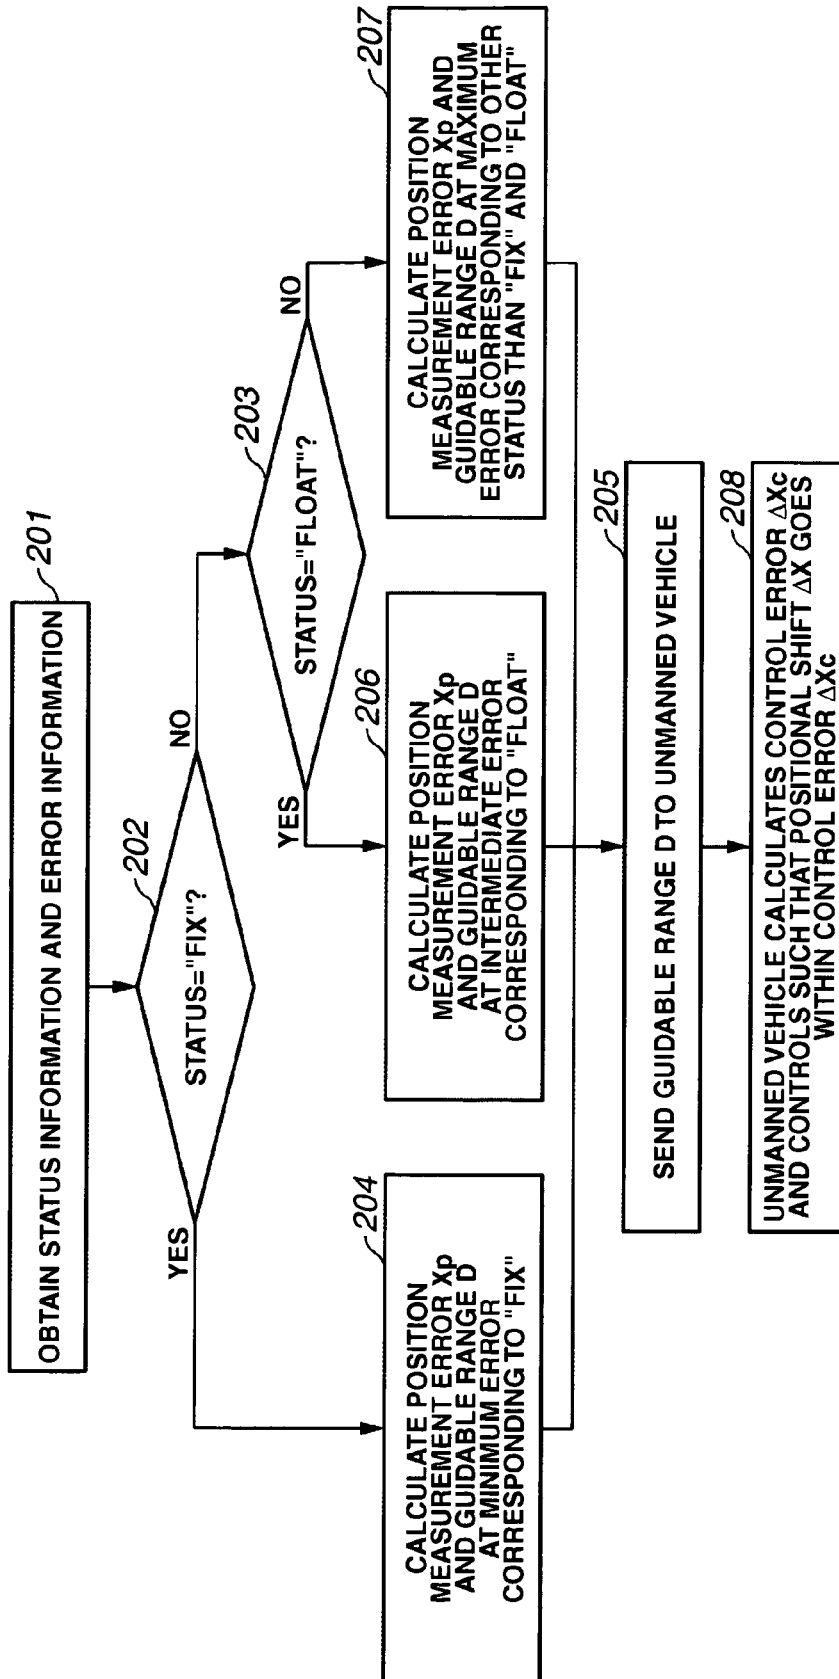 201
OBTAIN STATUS INFORMATION AND ERROR INFORMATION
202
STATUS="FIX"?
YES
NO
203
STATUS="FLOAT"?
YES
NO
204
CALCULATE POSITION
MEASUREMENT ERROR Xp
AND GUIDABLE RANGE D
AT MINIMUM ERROR
CORRESPONDING TO "FIX"
206
CALCULATE POSITION
MEASUREMENT ERROR Xp
AND GUIDABLE RANGE D
AT INTERMEDIATE ERROR
CORRESPONDING TO "FLOAT"
207
CALCULATE POSITION
MEASUREMENT ERROR Xp AND
GUIDABLE RANGE D AT MAXIMUM
ERROR CORRESPONDING TO OTHER
STATUS THAN "FIX" AND "FLOAT"
205
SEND GUIDABLE RANGE D TO UNMANNED VEHICLE
208
UNMANNED VEHICLE CALCULATES CONTROL ERROR ΔXc
AND CONTROLS SUCH THAT POSITIONAL SHIFT ΔX GOES
WITHIN CONTROL ERROR ΔXc